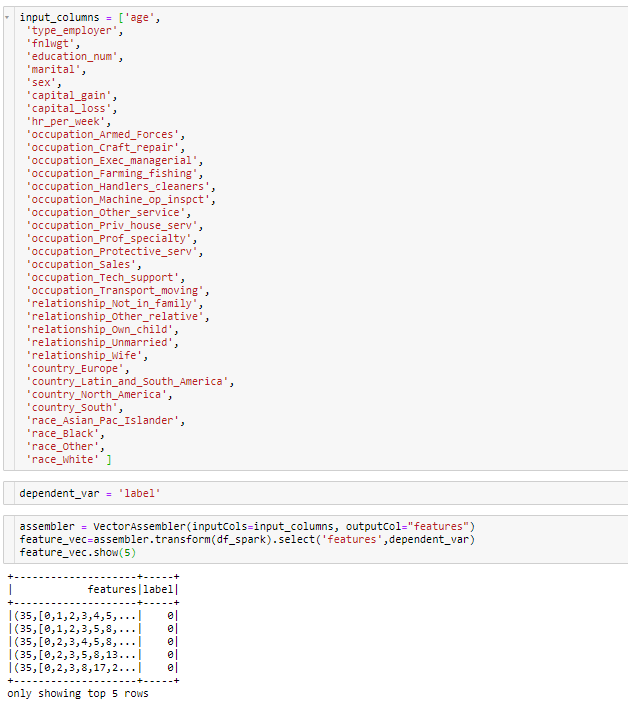 input_columns = ['age',
'type_employer',
'fnlwgt',
'education_num',
'marital',
'sex',
'capital_gain',
'capital_loss',
'hr_per_week',
'occupation_Armed_Forces',
'occupation_Craft_repair',
'occupation_Exec_managerial',
'occupation_Farming_fishing',
'occupation_Handlers_cleaners',
'occupation_Machine_op_inspct',
'occupation_Other_service',
'occupation_Priv_house_serv',
'occupation_Prof_specialty',
'occupation_Protective_serv',
'occupation_Sales',
'occupation_Tech_support',
'occupation_Transport_moving',
'relationship_Not_in_family',
'relationship_Other_relative',
'relationship_Own_child',
'relationship_Unmarried',
'relationship_Wife',
'country_Europe',
'country_Latin_and_South_America',
'country_North_America',
'country_South',
'race_Asian_Pac_Islander',
'race_Black',
'race_Other',
'race_White' ]
dependent_var = 'label'
assembler = VectorAssembler(inputCols=input_columns, outputCol="features")
feature_vec=assembler.transform(df_spark).select('features',dependent_var)
feature_vec.show(5)
+--------------------+-----+
|            features|label|
+--------------------+-----+
|(35,[0,1,2,3,4,5,...|    0|
|(35,[0,1,2,3,5,8,...|    0|
|(35,[0,2,3,4,5,8,...|    0|
|(35,[0,2,3,5,8,13...|    0|
|(35,[0,2,3,8,17,2...|    0|
+--------------------+-----+
only showing top 5 rows